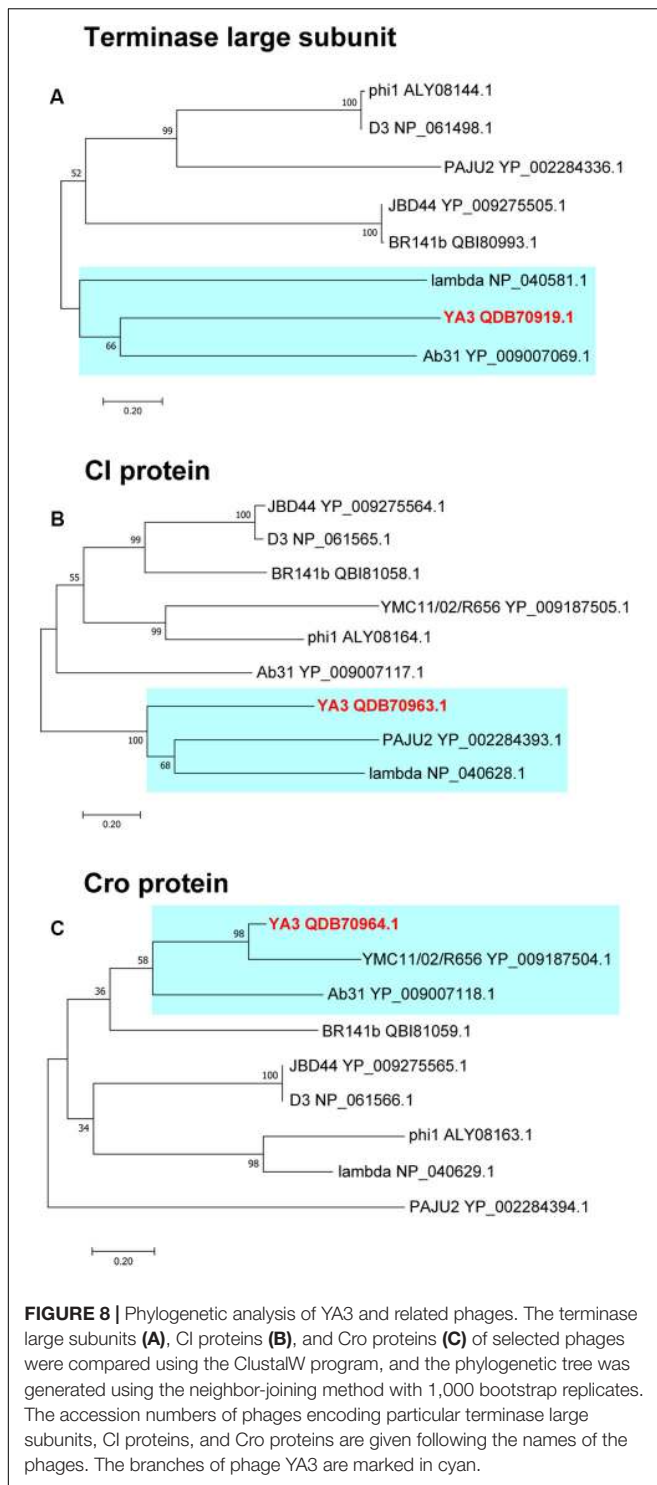 Terminase large subunit
A
phi1 ALY08144.1
100
D3 NP_061498.1
99
PAJU2 YP_002284336.1
52
JBD44 YP_009275505.1
100
BR141b QBI80993.1
lambda NP_040581.1
YA3 QDB70919.1
66
Ab31 YP_009007069.1
0.20
CI protein
B
JBD44 YP_009275564.1
100
D3 NP_061565.1
99
BR141b QBI81058.1
55
YMC11/02/R656 YP_009187505.1
99
phi1 ALY08164.1
Ab31 YP_009007117.1
YA3 QDB70963.1
100
PAJU2 YP_002284393.1
68
lambda NP_040628.1
0.20
Cro protein
C
YA3 QDB70964.1
98
YMC11/02/R656 YP_009187504.1
58
Ab31 YP_009007118.1
36
BR141b QBI81059.1
JBD44 YP_009275565.1
100
D3 NP_061566.1
34
phi1 ALY08163.1
98
lambda NP_040629.1
PAJU2 YP_002284394.1
0.20
FIGURE 8 | Phylogenetic analysis of YA3 and related phages. The terminase
large subunits (A), CI proteins (B), and Cro proteins (C) of selected phages
were compared using the ClustalW program, and the phylogenetic tree was
generated using the neighbor-joining method with 1,000 bootstrap replicates.
The accession numbers of phages encoding particular terminase large
subunits, CI proteins, and Cro proteins are given following the names of the
phages. The branches of phage YA3 are marked in cyan.